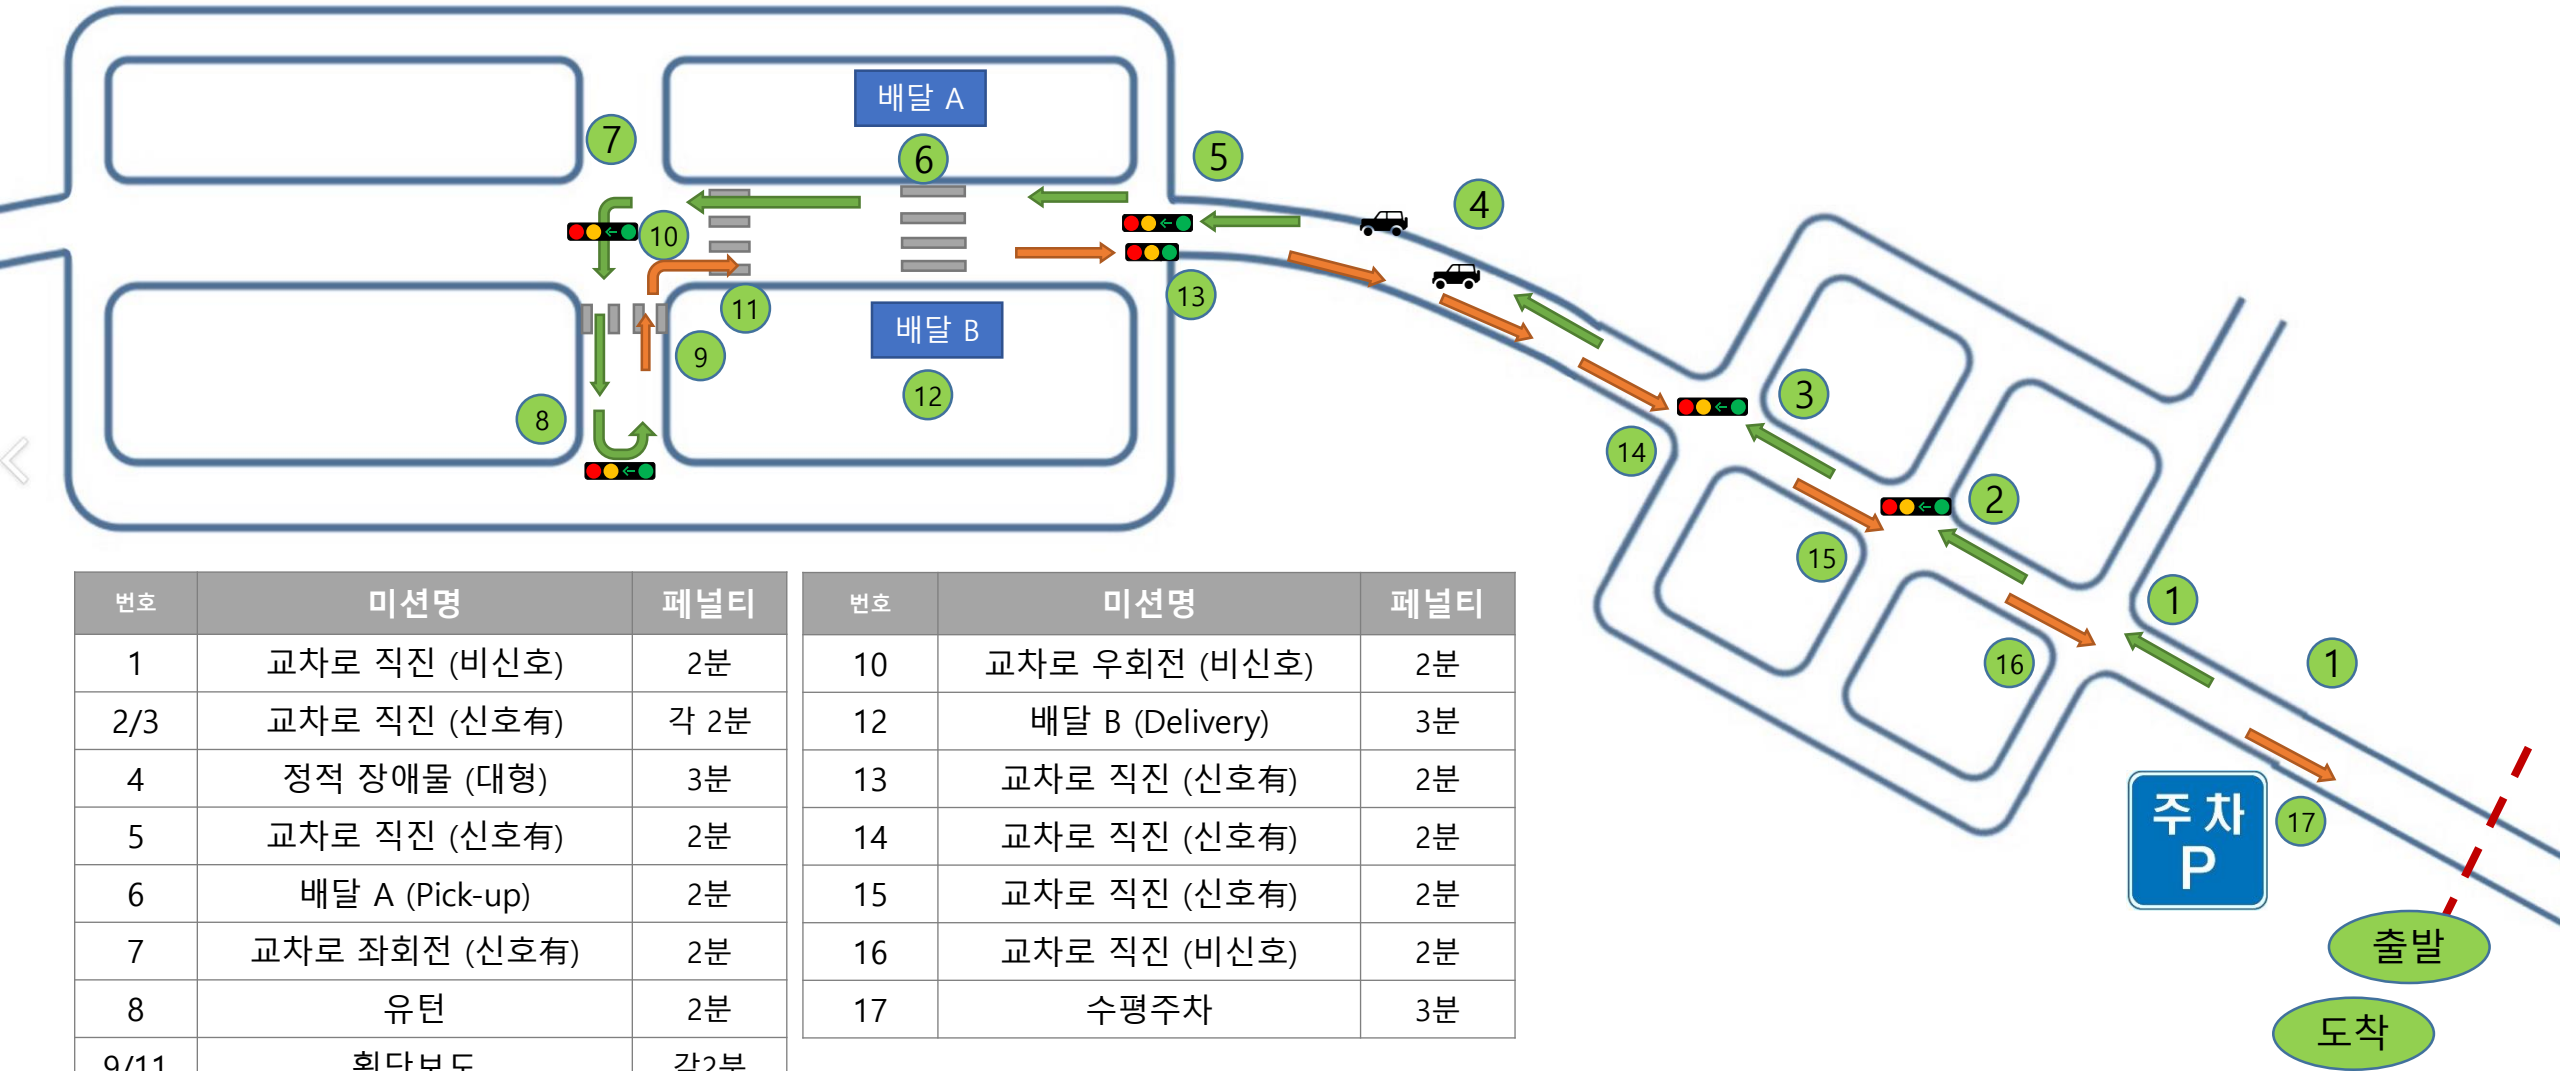 배달 A
7
6
5
4
10
배달 B
11
13
9
12
8
3
14
2
15
1
16
1
주차
P
17
출발
도착
번호 미션명 페널티
1 교차로 직진 (비신호) 2분
2/3 교차로 직진 (신호有) 각 2분
4 정적 장애물 (대형) 3분
5 교차로 직진 (신호有) 2분
6 배달 A (Pick-up) 2분
7 교차로 좌회전 (신호有) 2분
8 유턴 2분
9/11 횡단보도 각2분
번호 미션명 페널티
10 교차로 우회전 (비신호) 2분
12 배달 B (Delivery) 3분
13 교차로 직진 (신호有) 2분
14 교차로 직진 (신호有) 2분
15 교차로 직진 (신호有) 2분
16 교차로 직진 (비신호) 2분
17 수평주차 3분